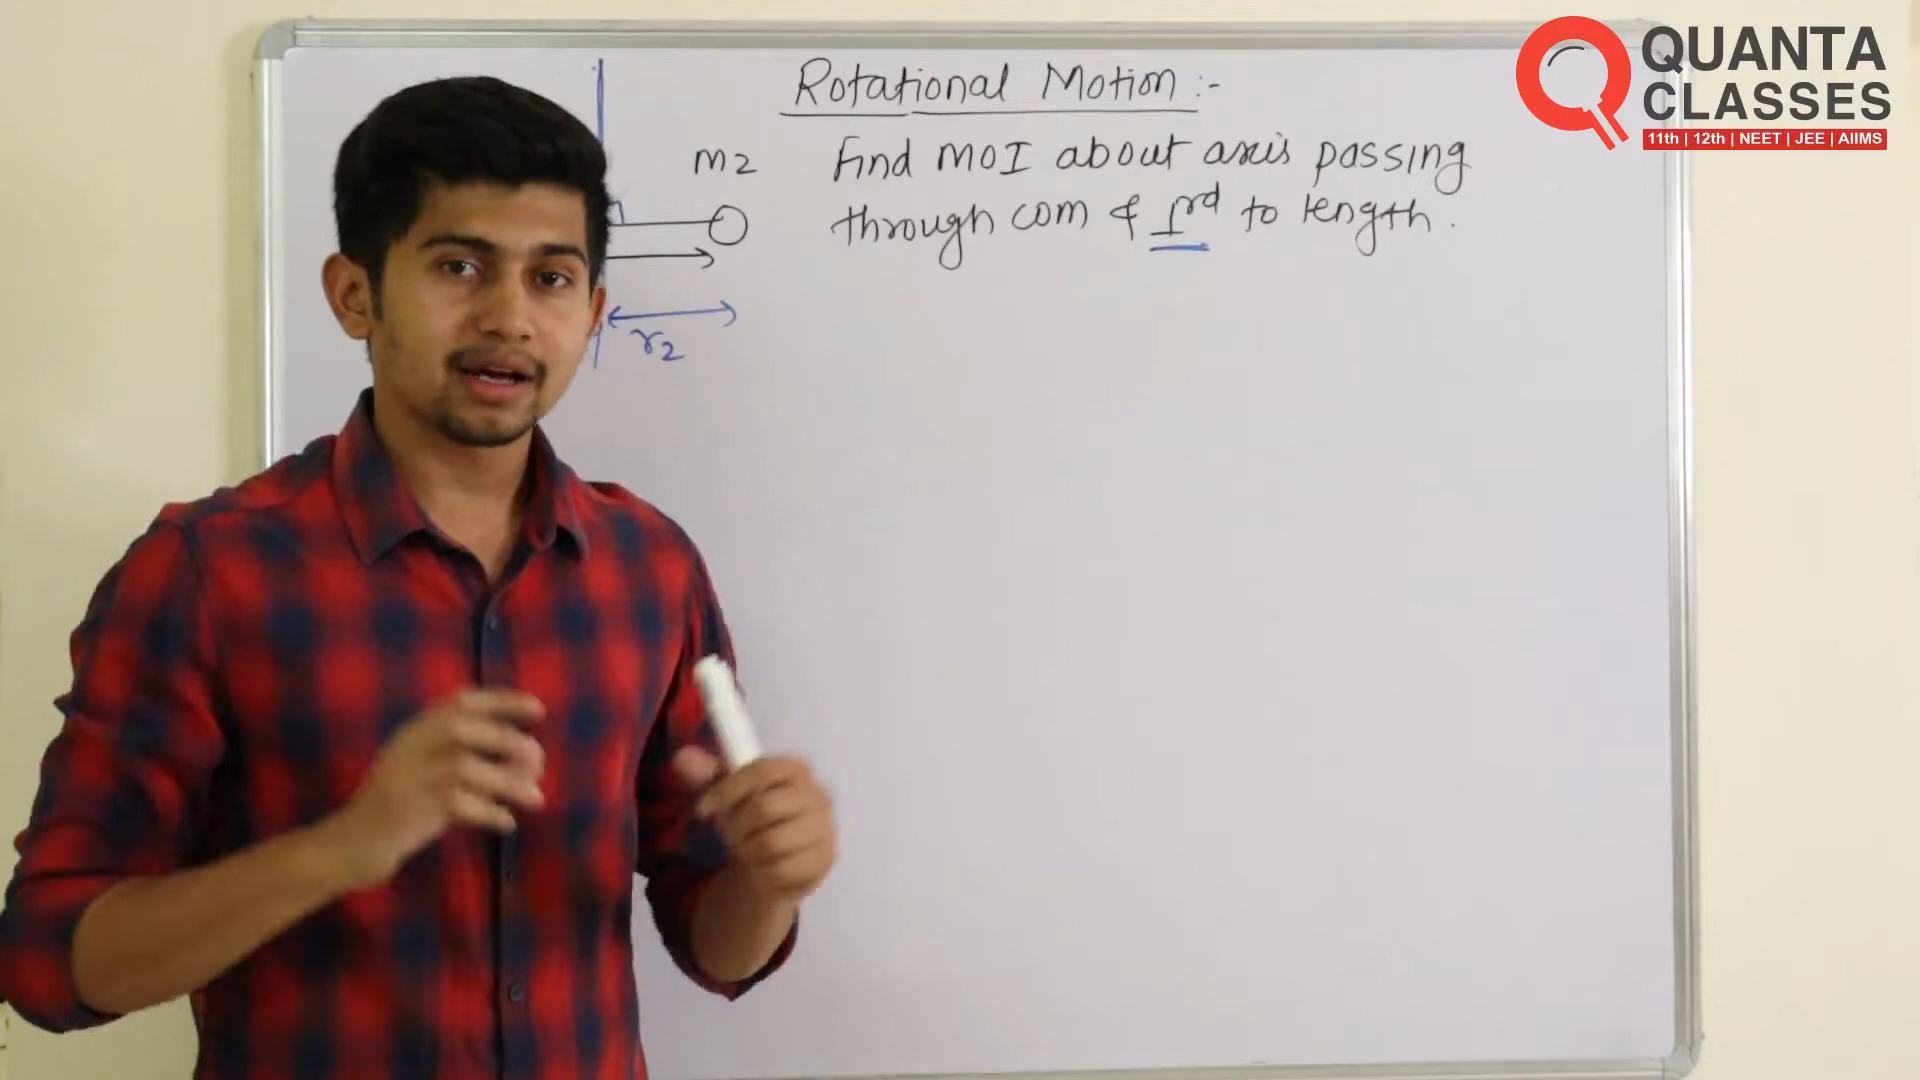 QUANTA
CLASSES
11th | 12th | NEET | JEE | AIIMS
Rotational Motion :-
m2
Find MOI about axis passing
through com & ⊥rd to length.
r2